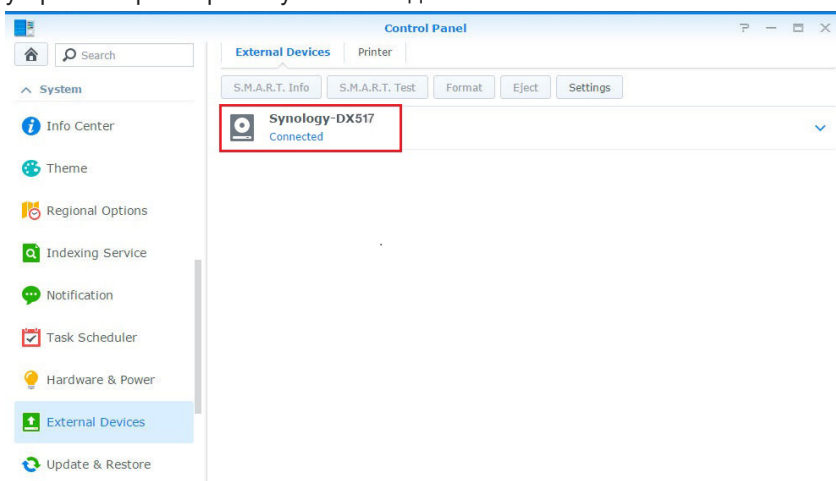 Control Panel
Search
External Devices Printer
System
S.M.A.R.T. Info S.M.A.R.T. Test Format Eject Settings
Info Center
Synology-DX517
Connected
Theme
Regional Options
Indexing Service
Notification
Task Scheduler
Hardware & Power
External Devices
Update & Restore